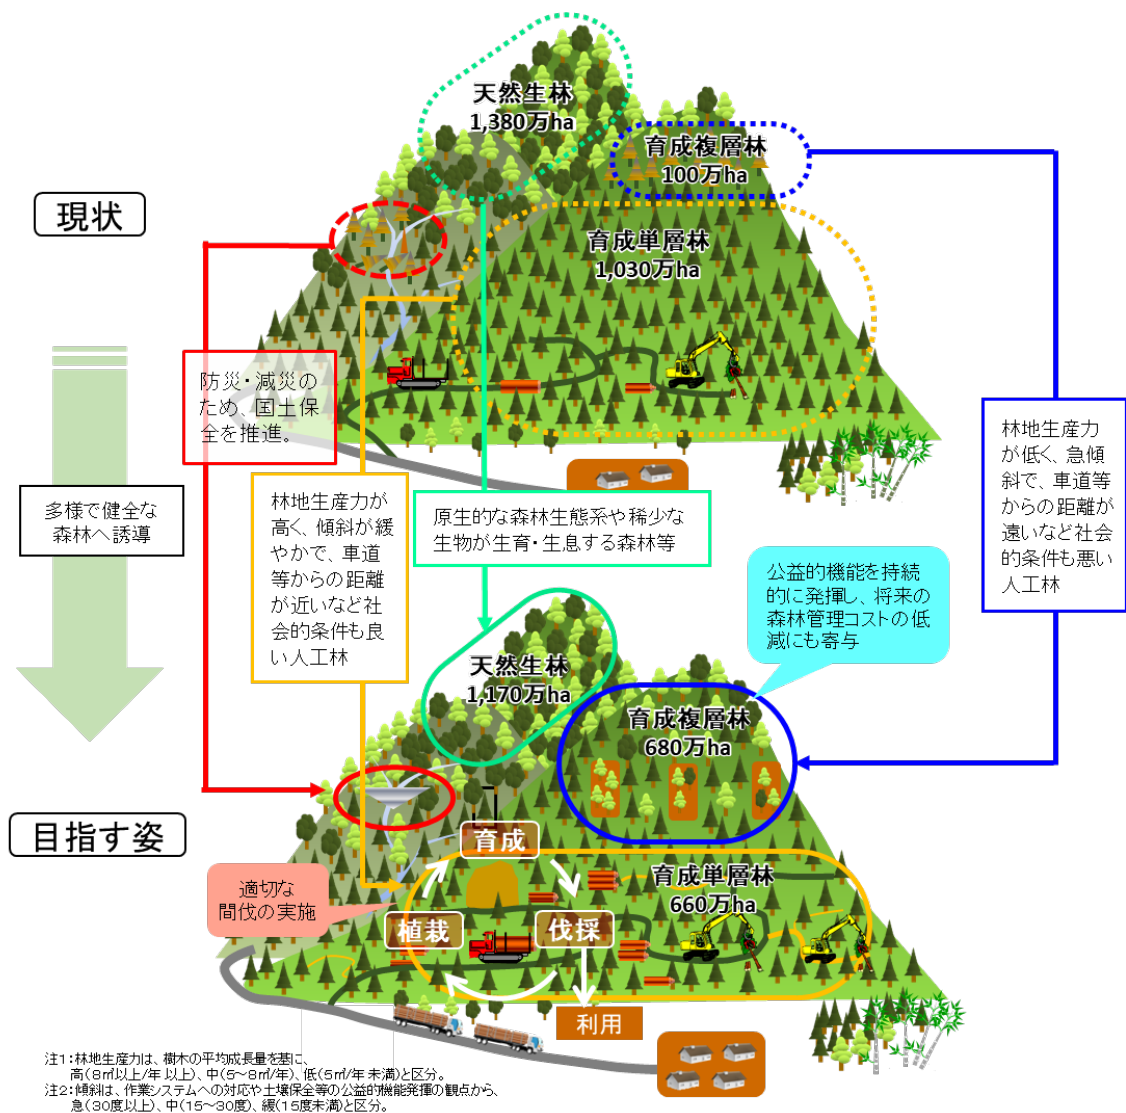 天然生林
1,380万ha
育成複層林
100万ha
現状
育成単層林
1,030万ha
防災・減災の
ため、国土保
全を推進。
林地生産力が
高く、傾斜が緩
やかで、車道
等からの距離
が近いなど社
会的条件も良
い人工林
原生的な森林生態系や稀少な
生物が生育・生息する森林等
林地生産力
が低く、急傾
斜で、車道等
からの距離が
遠いなど社会
的条件も悪い
人工林
多様で健全な
森林へ誘導
公益的機能を持続
的に発揮し、将来の
森林管理コストの低
減にも寄与
天然生林
1,170万ha
育成複層林
680万ha
目指す姿
育成
育成単層林
660万ha
適切な
間伐の実施
植栽
伐採
利用
注1：林地生産力は、樹木の平均成長量を基に、
高（8㎥以上/年 以上）、中（5～8㎥/年）、低（5㎥/年 未満）と区分。
注2：傾斜は、作業システムへの対応や土壌保全等の公益的機能発揮の観点から、
急（30度以上）、中（15～30度）、緩（15度未満）と区分。